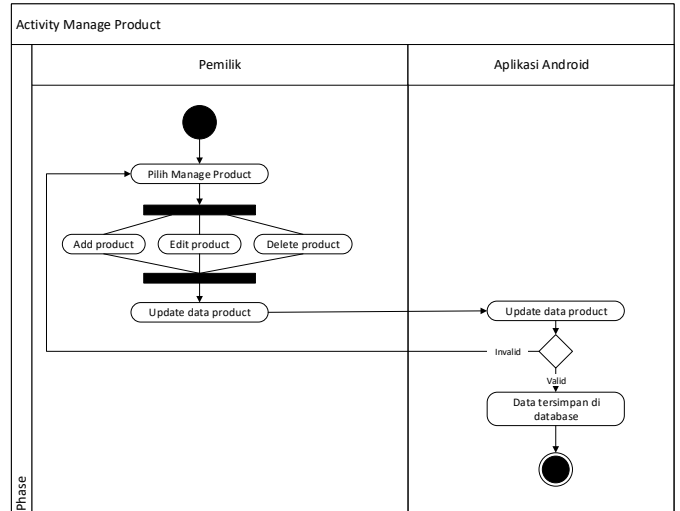 Activity Manage Product
Pemilik
Aplikasi Android
Pilih Manage Product
Add product
Edit product
Delete product
Update data product
Update data product
Invalid
Valid
Data tersimpan di
database
Phase